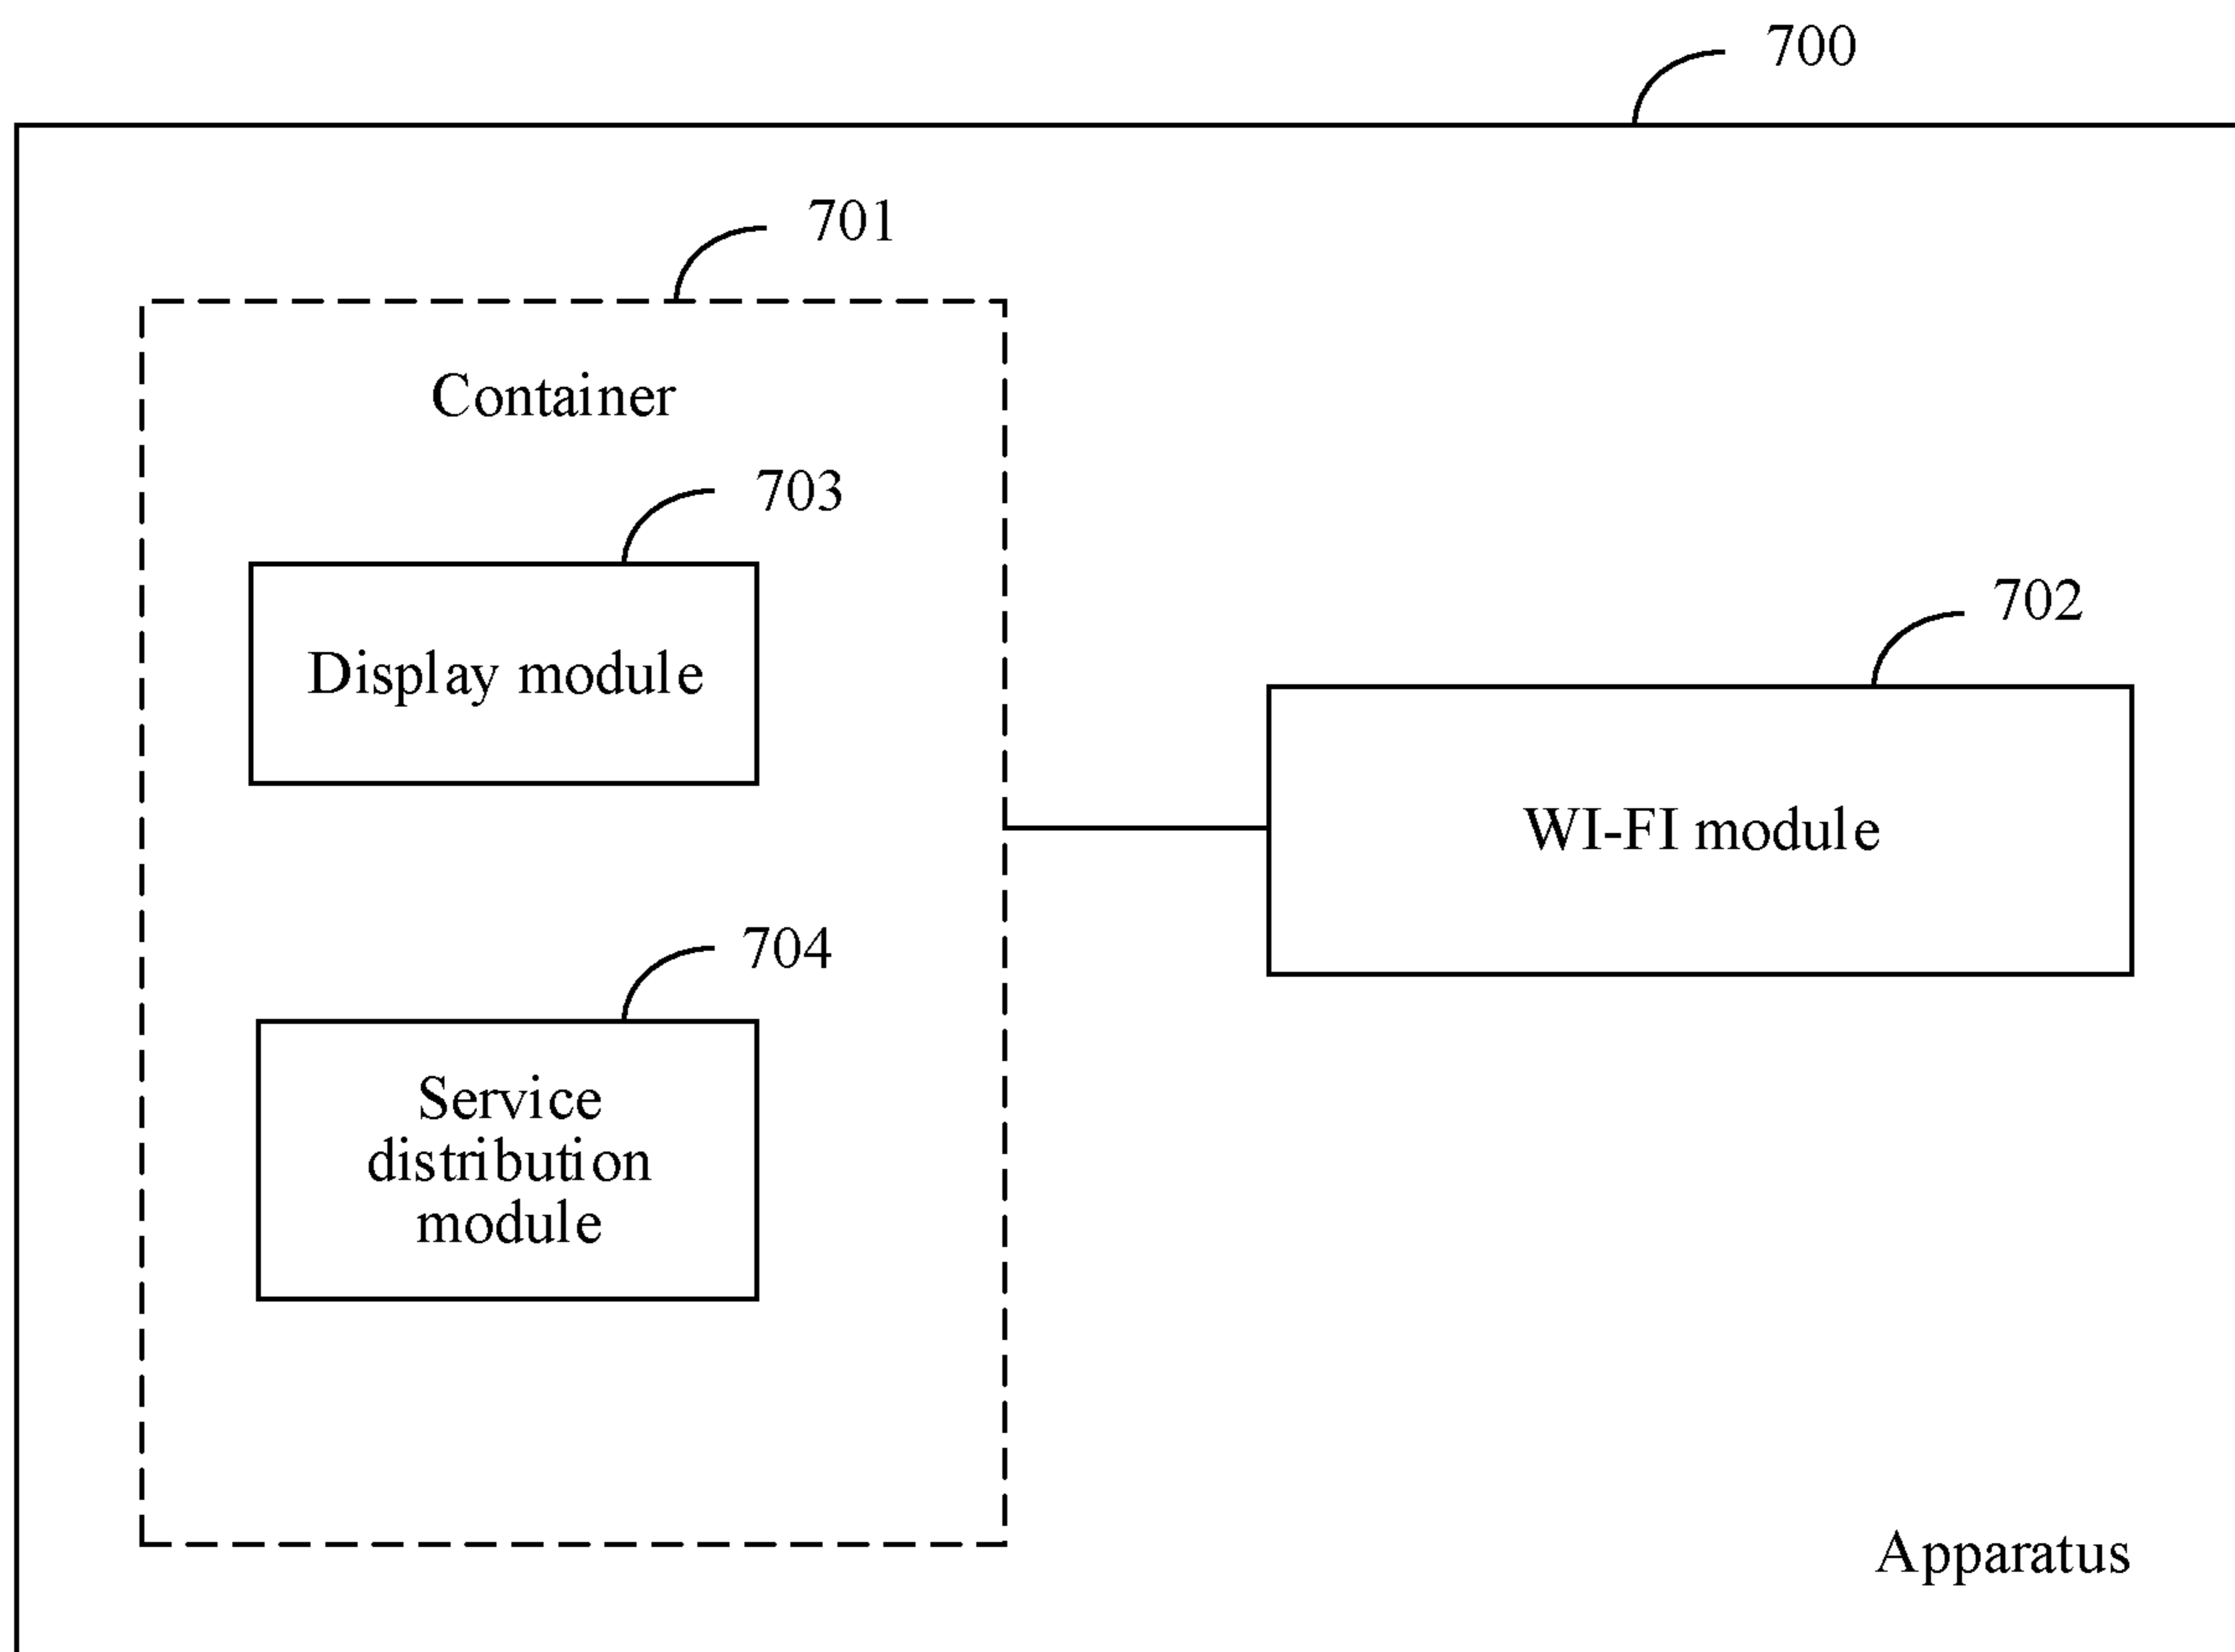 700
701
Container
703
Display module
702
WI-FI module
704
Service
distribution
module
Apparatus